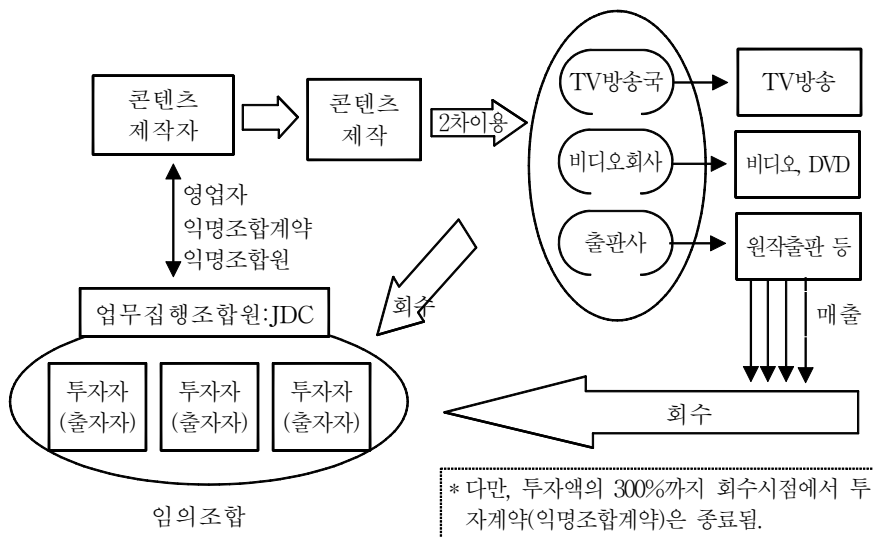 콘텐츠
제작자
콘텐츠
제작
2차이용
TV방송국
TV방송
비디오회사
비디오, DVD
출판사
원작출판 등
영업자
익명조합계약
익명조합원
회수
매출
업무집행조합원:JDC
투자자
(출자자)
투자자
(출자자)
투자자
(출자자)
회수
임의조합
* 다만, 투자액의 300%까지 회수시점에서 투
자계약(익명조합계약)은 종료됨.